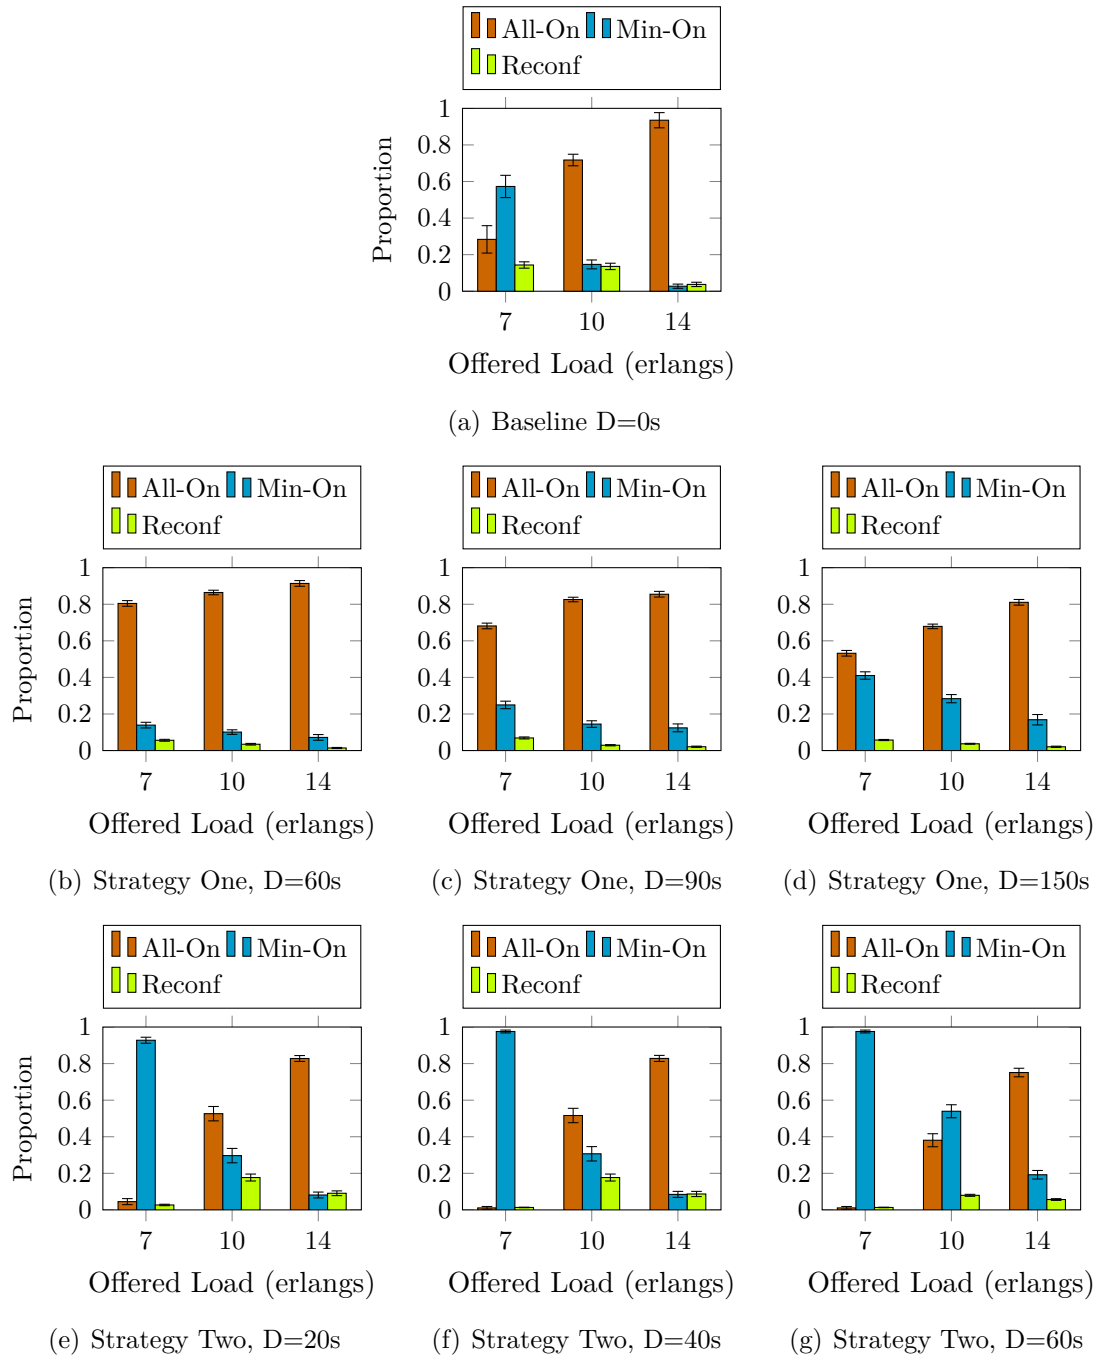 All-On Min-On
Reconf
1
0.8
0.6
0.4
0.2
0
Proportion
7 10 14
Offered Load (erlangs)
(a) Baseline D=0s
All-On Min-On
Reconf
1
0.8
0.6
0.4
0.2
0
Proportion
7 10 14
Offered Load (erlangs)
(b) Strategy One, D=60s
All-On Min-On
Reconf
1
0.8
0.6
0.4
0.2
0
7 10 14
Offered Load (erlangs)
(c) Strategy One, D=90s
All-On Min-On
Reconf
1
0.8
0.6
0.4
0.2
0
7 10 14
Offered Load (erlangs)
(d) Strategy One, D=150s
All-On Min-On
Reconf
1
0.8
0.6
0.4
0.2
0
Proportion
7 10 14
Offered Load (erlangs)
(e) Strategy Two, D=20s
All-On Min-On
Reconf
1
0.8
0.6
0.4
0.2
0
7 10 14
Offered Load (erlangs)
(f) Strategy Two, D=40s
All-On Min-On
Reconf
1
0.8
0.6
0.4
0.2
0
7 10 14
Offered Load (erlangs)
(g) Strategy Two, D=60s